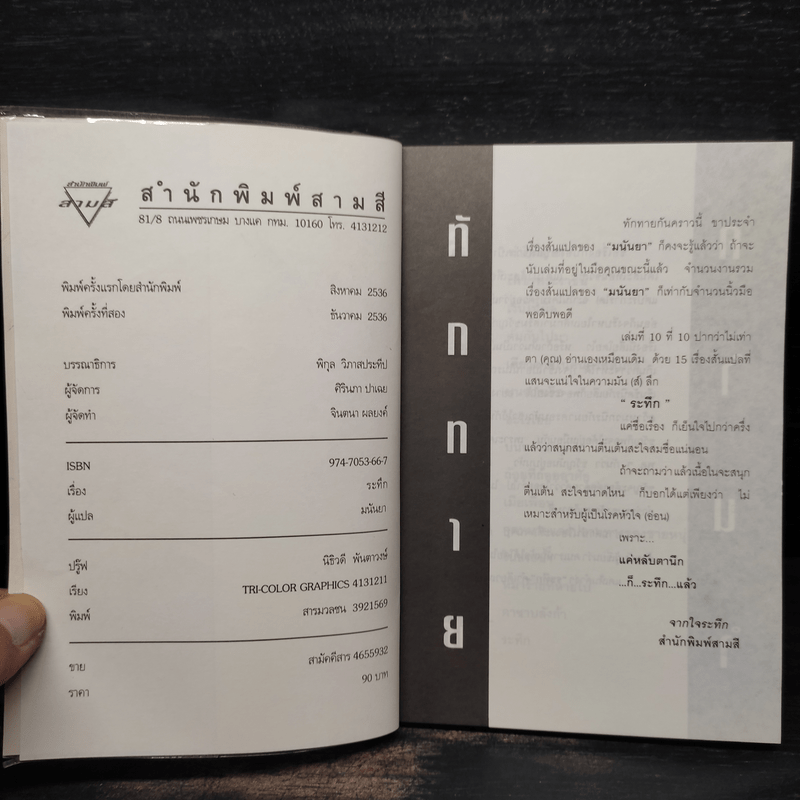 สำนักพิมพ์
สามสี
สำนักพิมพ์สามสี
81/8 ถนนเพชรเกษม บางแค กทม. 10160 โทร. 4131212
พิมพ์ครั้งแรกโดยสำนักพิมพ์ สิงหาคม 2536
พิมพ์ครั้งที่สอง ธันวาคม 2536
บรรณาธิการ พิกุล วิภาสประทีป
ผู้จัดการ ศิรินภา ปาเฉย
ผู้จัดทำ จินตนา ผลยงค์
ISBN 974-7053-66-7
เรื่อง ระทึก
ผู้แปล มนันยา
ปรู๊ฟ นิธิวดี พันตาวงษ์
เรียง TRI-COLOR GRAPHICS 4131211
พิมพ์ สารมวลชน 3921569
ขาย สามัคคีสาร 4655932
ราคา 90 บาท
ทักทาย
ทักทายกันคราวนี้ ขาประจำ
เรื่องสั้นแปลของ "มนันยา" ก็คงจะรู้แล้วว่า ถ้าจะ
นับเล่มที่อยู่ในมือคุณขณะนี้แล้ว จำนวนงานรวม
เรื่องสั้นแปลของ "มนันยา" ก็เท่ากับจำนวนนิ้วมือ
พอดิบพอดี
เล่มที่ 10 ที่ 10 ปากว่าไม่เท่า
ตา (คุณ) อ่านเองเหมือนเดิม ด้วย 15 เรื่องสั้นแปลที่
แสนจะแน่ใจในความมัน (ส์) ลึก
" ระทึก "
แค่ชื่อเรื่อง ก็เย็นใจไปกว่าครึ่ง
แล้วว่าสนุกสนานตื่นเต้นสะใจสมชื่อแน่นอน
ถ้าจะถามว่าแล้วเนื้อในจะสนุก
ตื่นเต้น สะใจขนาดไหน ก็บอกได้แต่เพียงว่า ไม่
เหมาะสำหรับผู้เป็นโรคหัวใจ (อ่อน)
เพราะ...
แค่หลับตานึก
...ก็...ระทึก...แล้ว
จากใจระทึก
สำนักพิมพ์สามสี